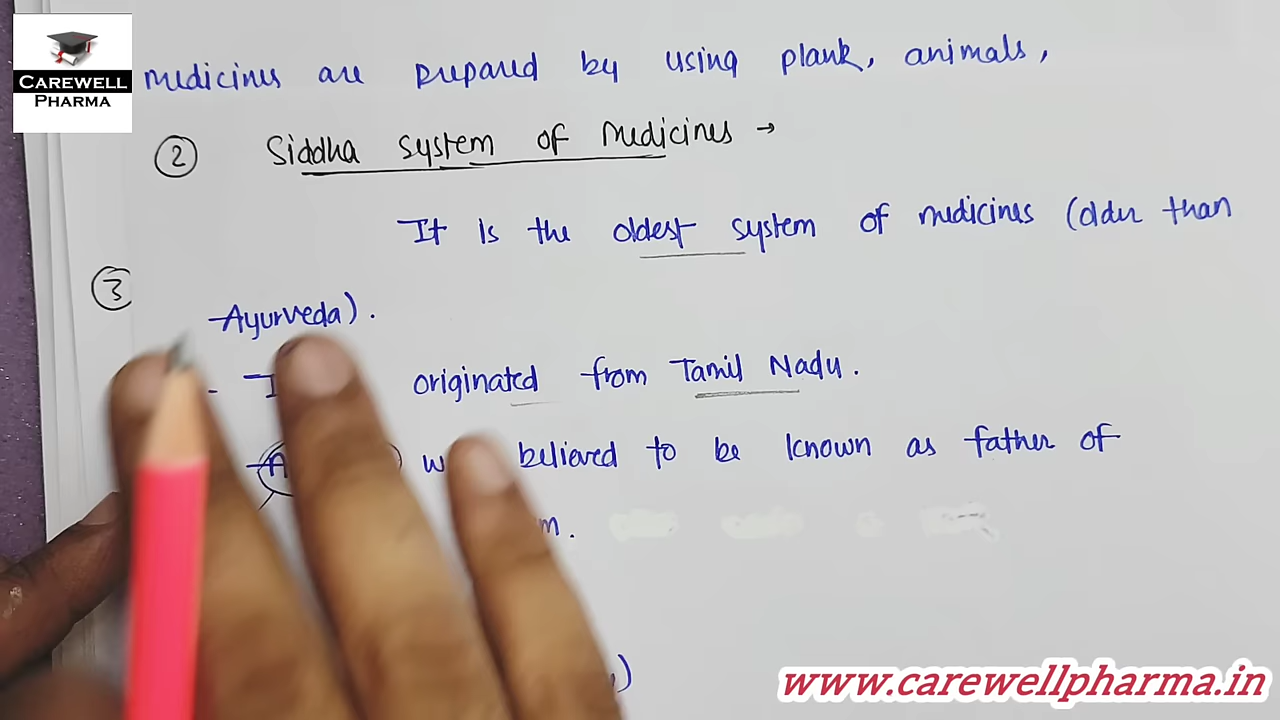 CAREWELL
PHARMA
medicines are prepared by using plants, animals,
2 Siddha system of medicines →
It is the oldest system of medicines (older than
3
Ayurveda).
- originated from Tamil Nadu.
believed to be known as father of
www.carewellpharma.in